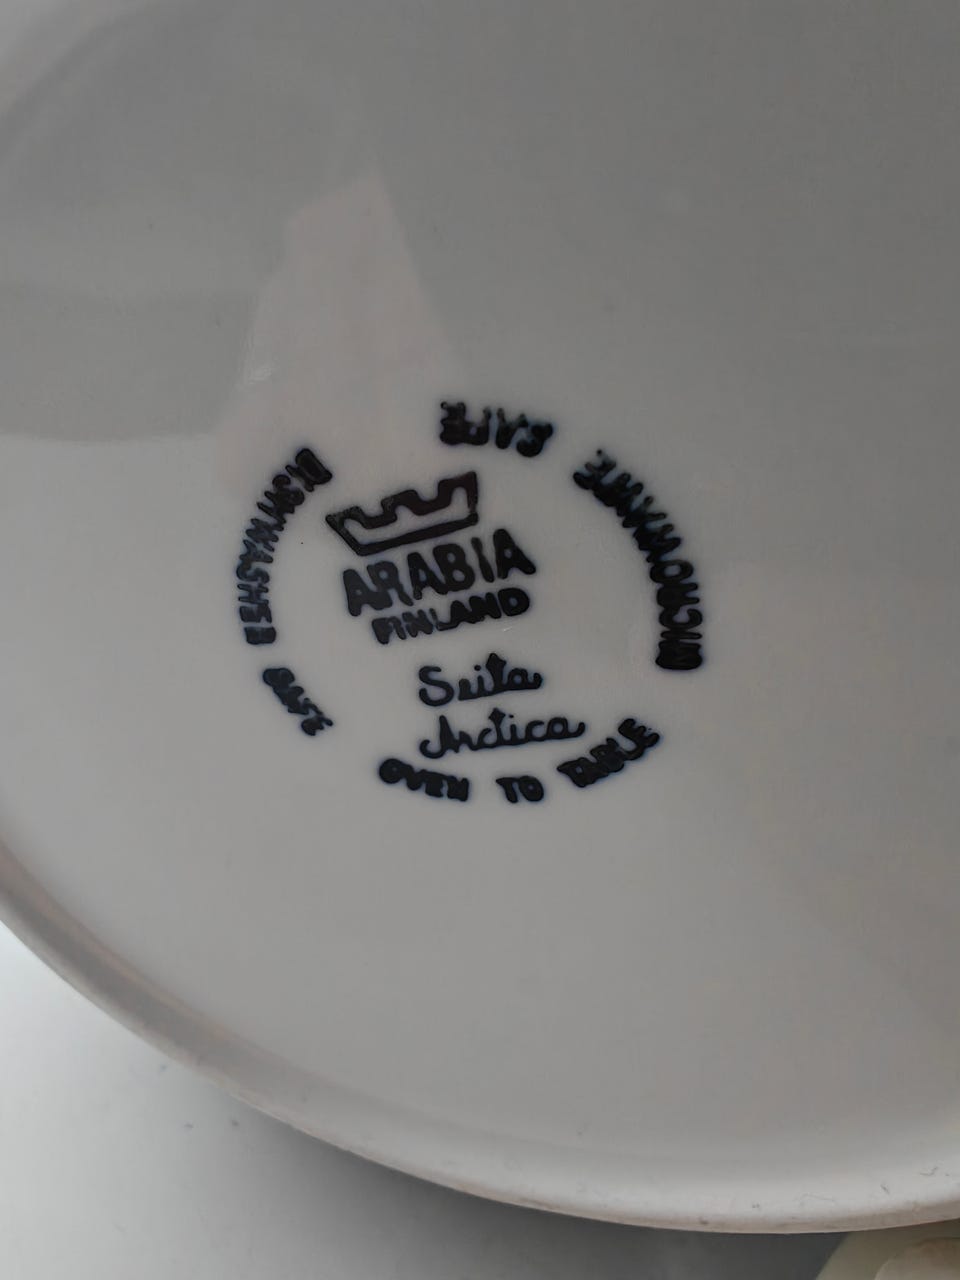 ARABIA
FINLAND
Seita
Arctica
OVEN TO TABLE
DISHWASHER SAFE
MICROWAVE SAFE